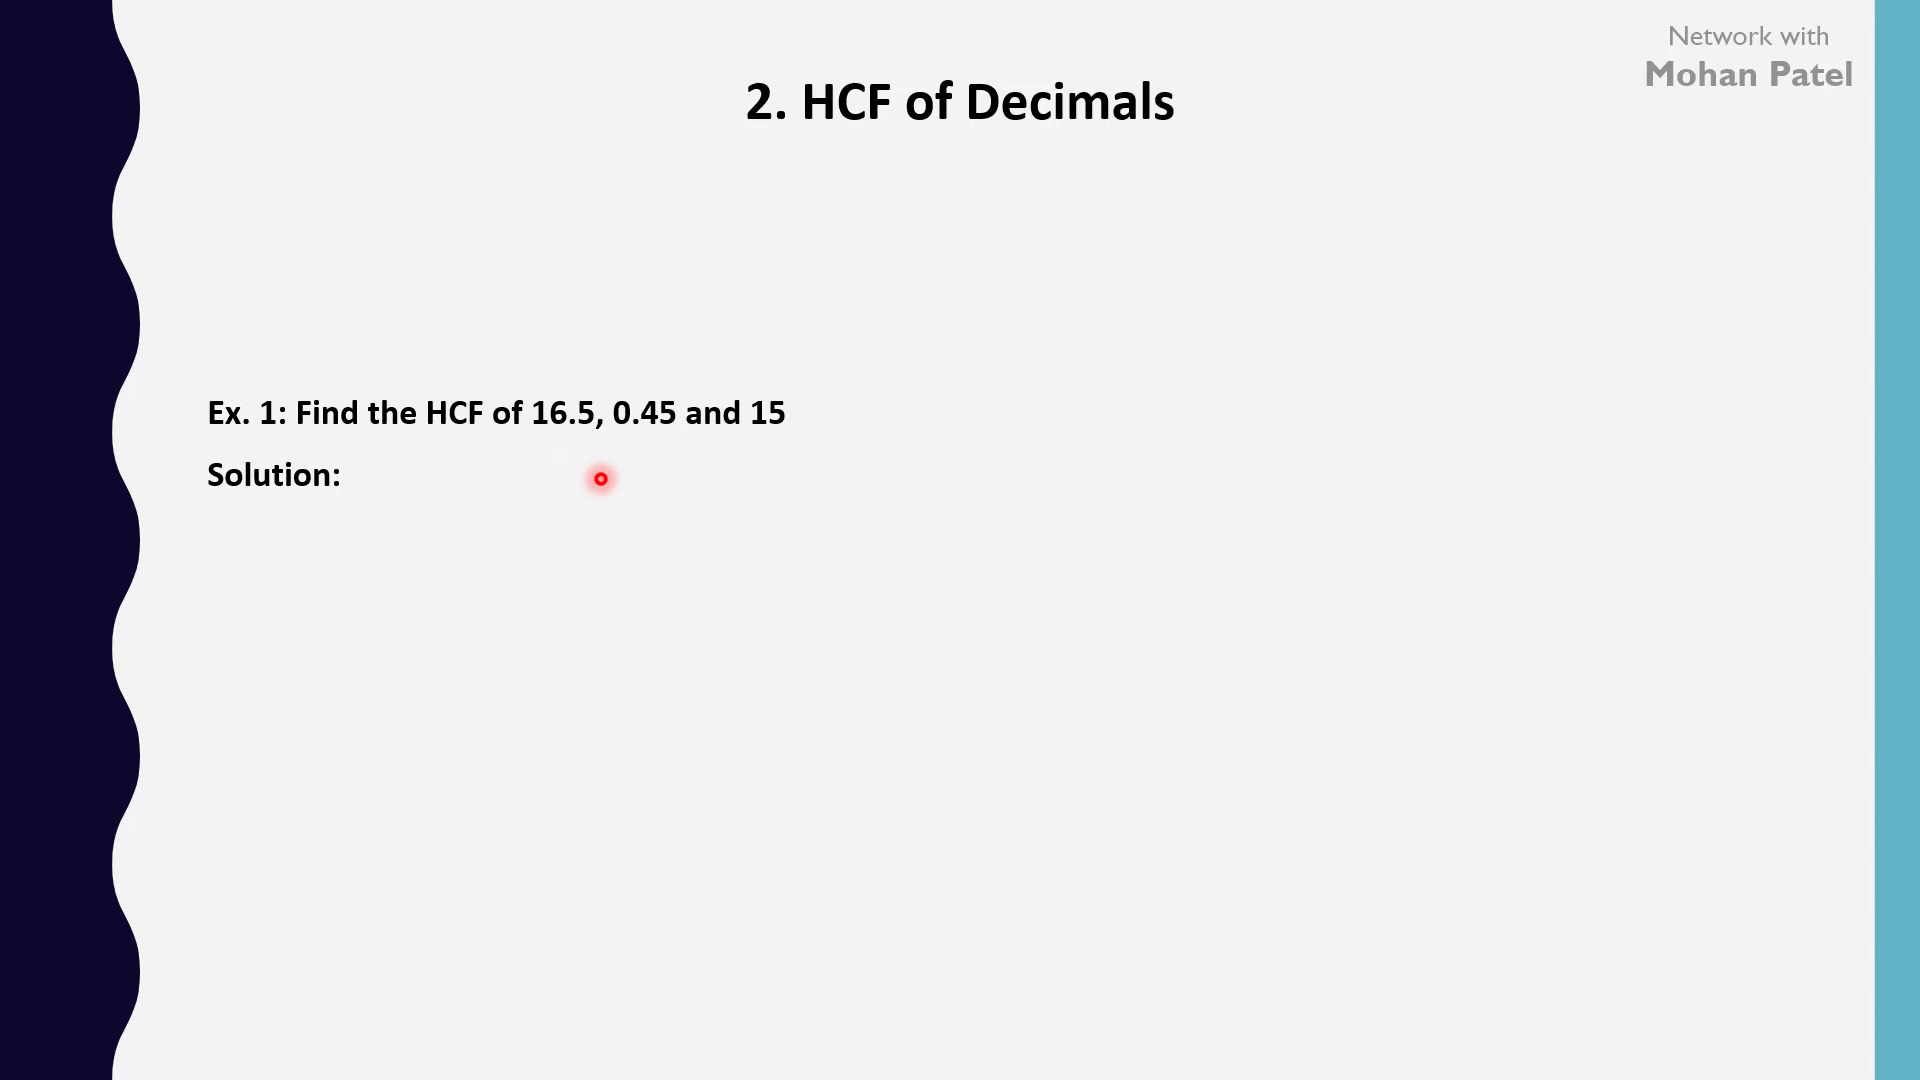 Network with
Mohan Patel
2. HCF of Decimals
Ex. 1: Find the HCF of 16.5, 0.45 and 15
Solution: